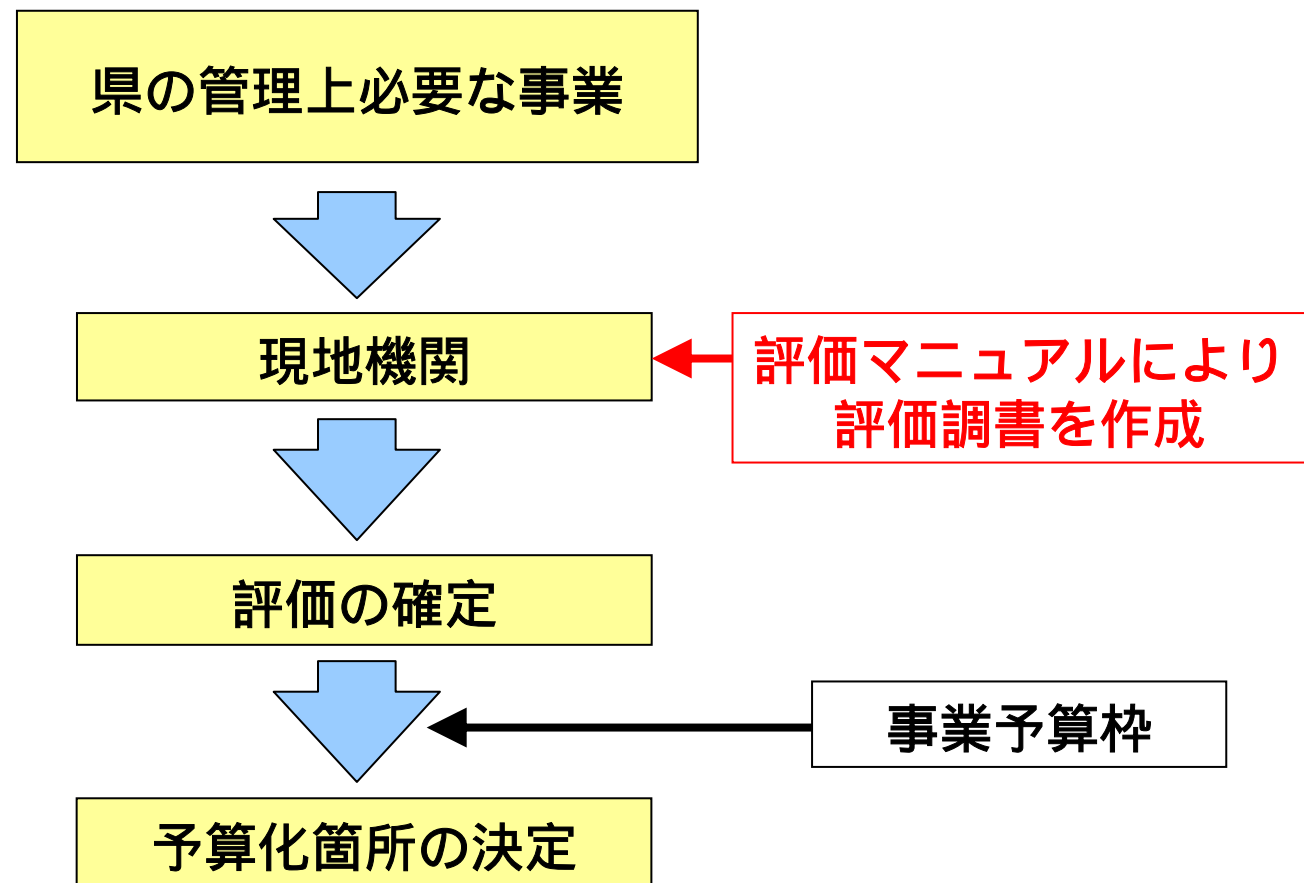 県の管理上必要な事業
現地機関
評価マニュアルにより
評価調書を作成
評価の確定
事業予算枠
予算化箇所の決定